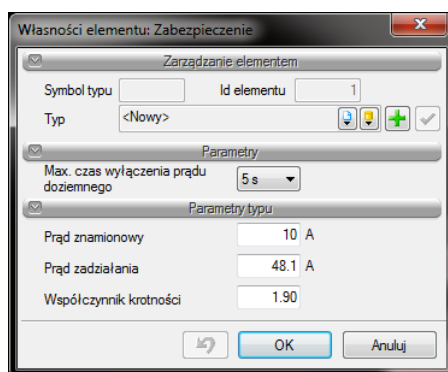 Własności elementu: Zabezpieczenie
Zarządzanie elementem
Symbol typu Id elementu 1
Typ <Nowy>
Parametry
Max. czas wyłączenia prądu doziemnego 5 s
Parametry typu
Prąd znamionowy 10 A
Prąd zadziałania 48.1 A
Współczynnik krotności 1.90
OK Anuluj